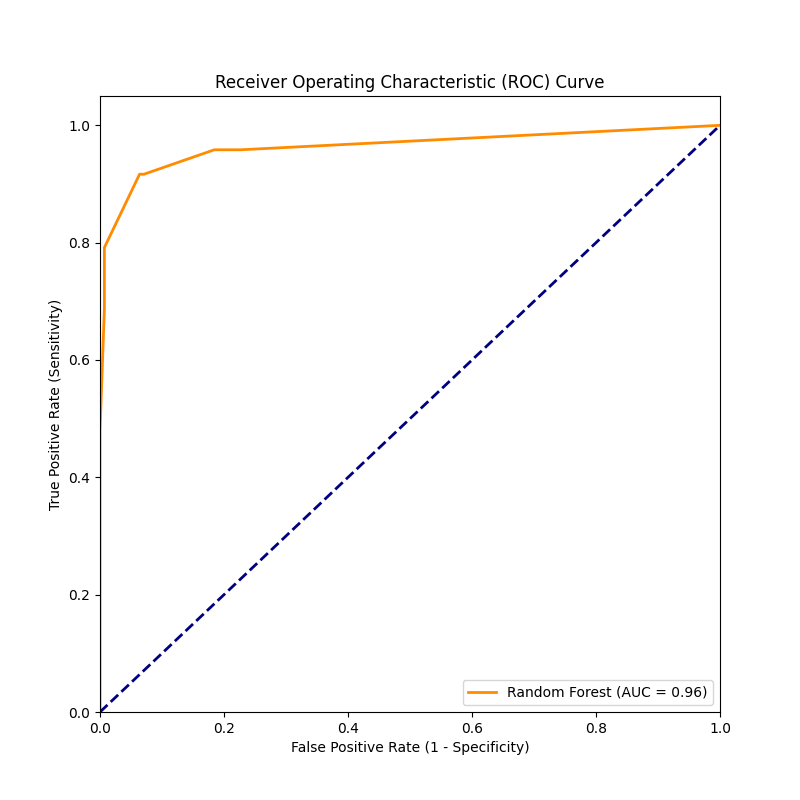 Receiver Operating Characteristic (ROC) Curve
1.0
0.8
0.6
0.4
0.2
0.0
True Positive Rate (Sensitivity)
Random Forest (AUC = 0.96)
0.0 0.2 0.4 0.6 0.8 1.0
False Positive Rate (1 - Specificity)